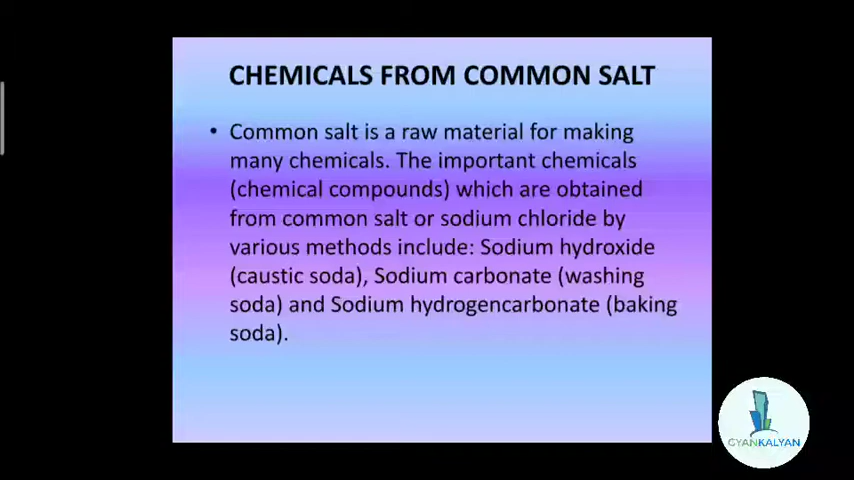 CHEMICALS FROM COMMON SALT
• Common salt is a raw material for making
many chemicals. The important chemicals
(chemical compounds) which are obtained
from common salt or sodium chloride by
various methods include: Sodium hydroxide
(caustic soda), Sodium carbonate (washing
soda) and Sodium hydrogencarbonate (baking
soda).
GYANKALYAN